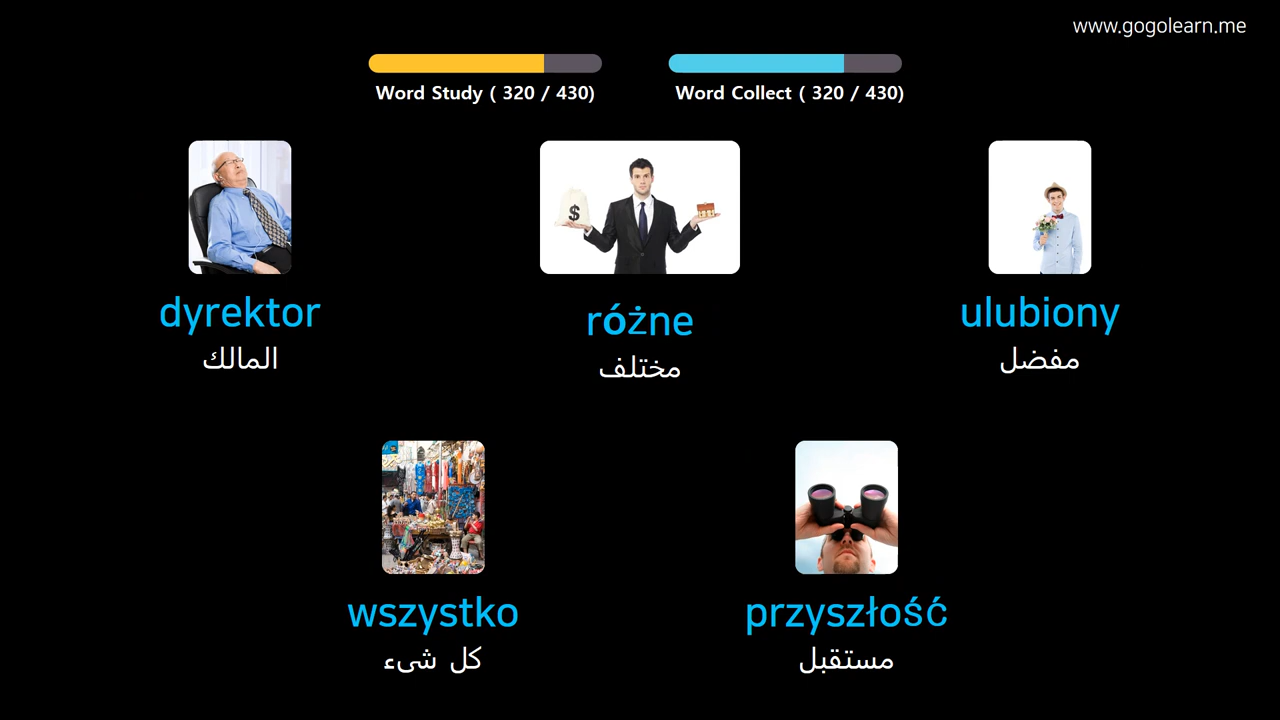 www.gogolearn.me
Word Study ( 320 / 430)
Word Collect ( 320 / 430)
dyrektor
المالك
różne
مختلف
ulubiony
مفضل
wszystko
كل شىء
przyszłość
مستقبل